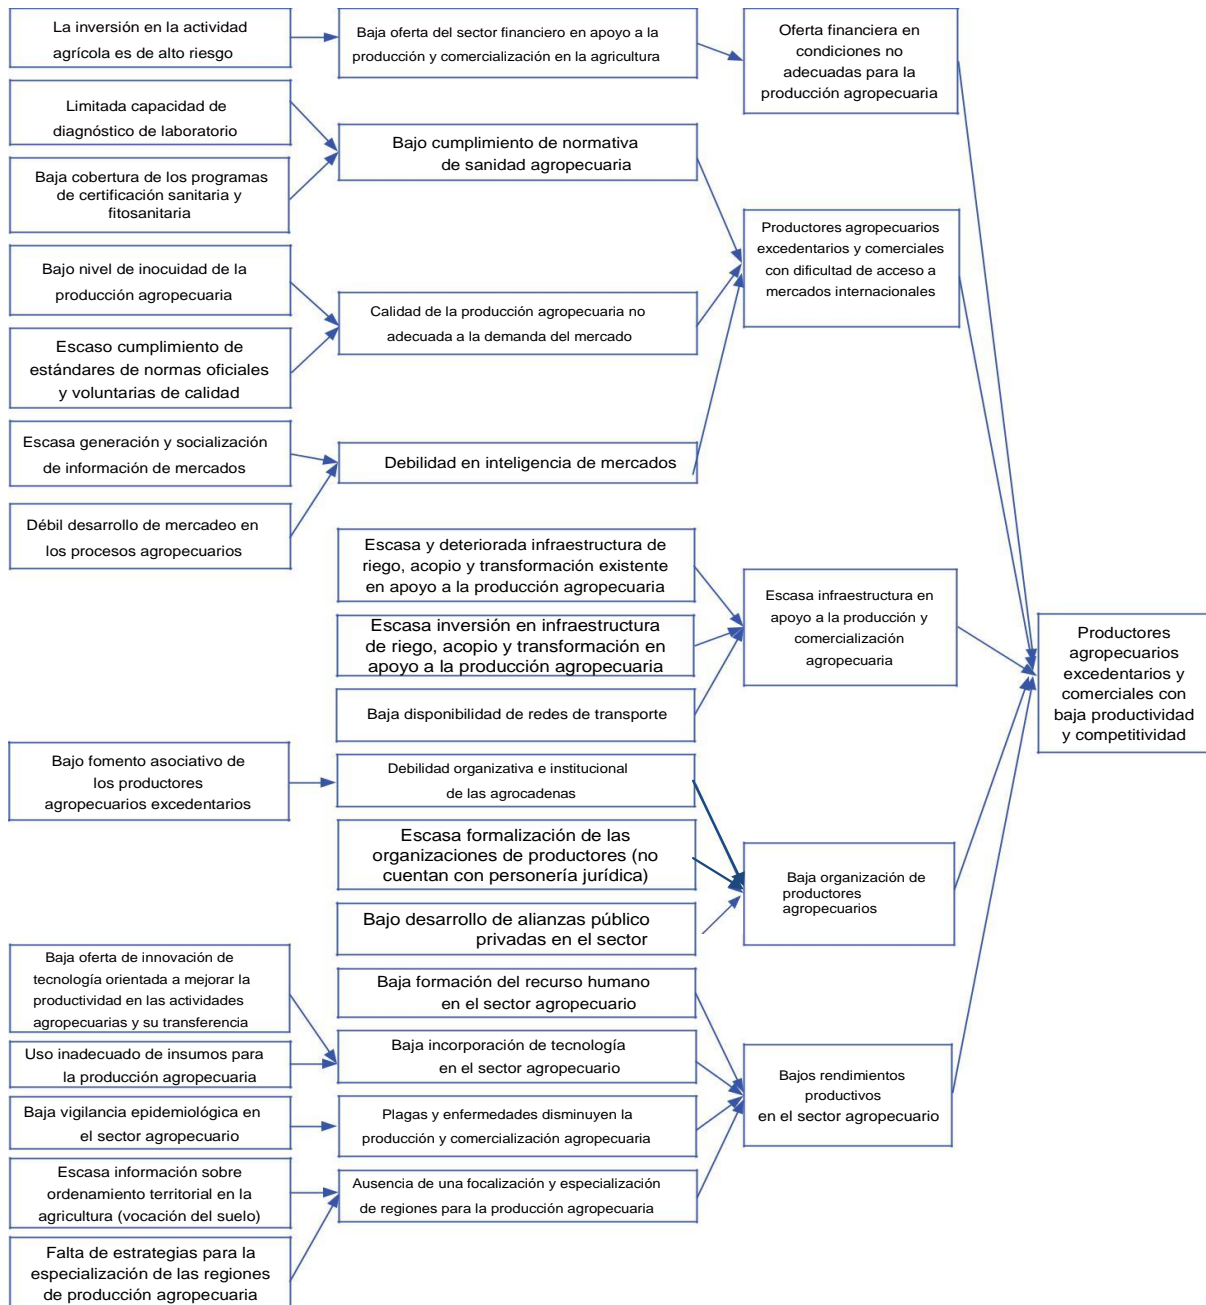 La inversión en la actividad
agrícola es de alto riesgo
Limitada capacidad de
diagnóstico de laboratorio
Baja cobertura de los programas
de certificación sanitaria y
fitosanitaria
Bajo nivel de inocuidad de la
producción agropecuaria
Escaso cumplimiento de
estándares de normas oficiales
y voluntarias de calidad
Escasa generación y socialización
de información de mercados
Débil desarrollo de mercadeo en
los procesos agropecuarios
Bajo fomento asociativo de
los productores
agropecuarios excedentarios
Baja oferta de innovación de
tecnología orientada a mejorar la
productividad en las actividades
agropecuarias y su transferencia
Uso inadecuado de insumos para
la producción agropecuaria
Baja vigilancia epidemiológica en
el sector agropecuario
Escasa información sobre
ordenamiento territorial en la
agricultura (vocación del suelo)
Falta de estrategias para la
especialización de las regiones
de producción agropecuaria
Baja oferta del sector financiero en apoyo a la
producción y comercialización en la agricultura
Bajo cumplimiento de normativa
de sanidad agropecuaria
Calidad de la producción agropecuaria no
adecuada a la demanda del mercado
Debilidad en inteligencia de mercados
Escasa y deteriorada infraestructura de
riego, acopio y transformación existente
en apoyo a la producción agropecuaria
Escasa inversión en infraestructura
de riego, acopio y transformación en
apoyo a la producción agropecuaria
Baja disponibilidad de redes de transporte
Debilidad organizativa e institucional
de las agrocadenas
Escasa formalización de las
organizaciones de productores (no
cuentan con personería jurídica)
Bajo desarrollo de alianzas público
privadas en el sector
Baja formación del recurso humano
en el sector agropecuario
Baja incorporación de tecnología
en el sector agropecuario
Plagas y enfermedades disminuyen la
producción y comercialización agropecuaria
Ausencia de una focalización y especialización
de regiones para la producción agropecuaria
Oferta financiera en
condiciones no
adecuadas para la
producción agropecuaria
Productores agropecuarios
excedentarios y comerciales
con dificultad de acceso a
mercados internacionales
Escasa infraestructura en
apoyo a la producción y
comercialización
agropecuaria
Baja organización de
productores
agropecuarios
Bajos rendimientos
productivos
en el sector agropecuario
Productores
agropecuarios
excedentarios y
comerciales con
baja productividad
y competitividad